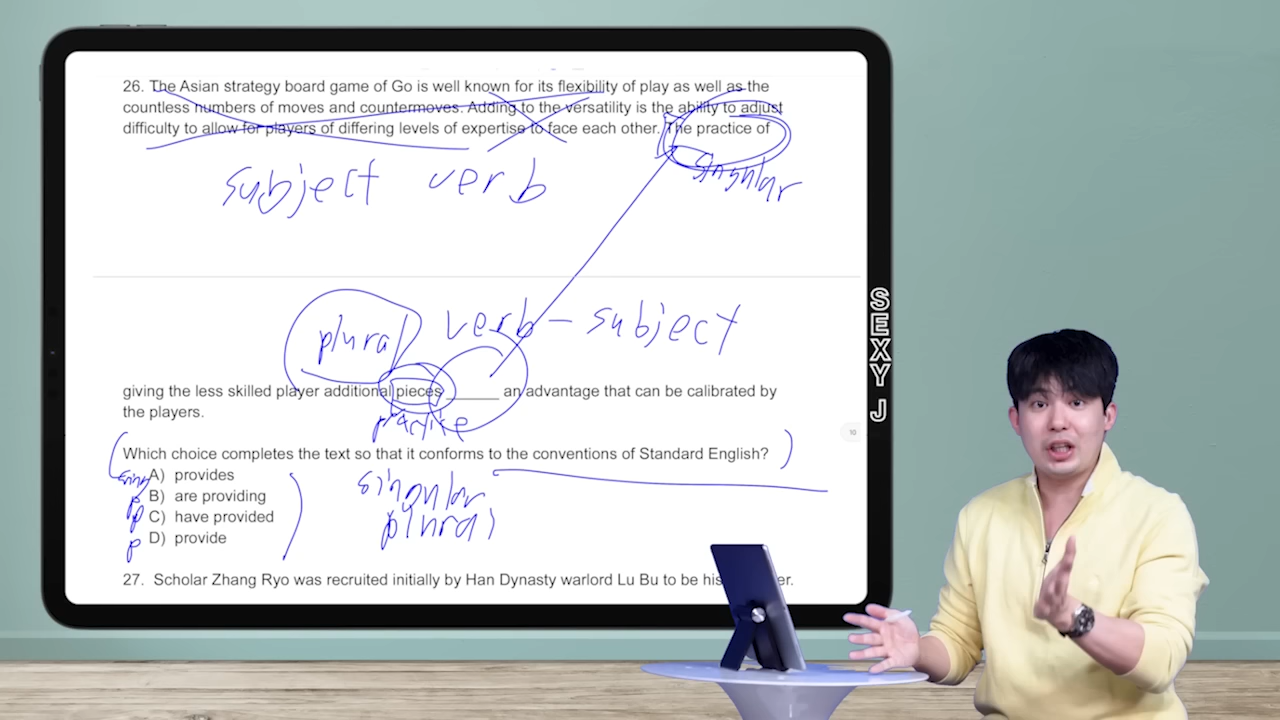 26. The Asian strategy board game of Go is well known for its flexibility of play as well as the
countless numbers of moves and countermoves. Adding to the versatility is the ability to adjust
difficulty to allow for players of differing levels of expertise to face each other. The practice of
singular
subject verb
plural verb - subject
giving the less skilled player additional pieces ______ an advantage that can be calibrated by
the players.
practice
10
Which choice completes the text so that it conforms to the conventions of Standard English?
sing A) provides
p B) are providing
p C) have provided
p D) provide
singular
plural
27. Scholar Zhang Ryo was recruited initially by Han Dynasty warlord Lu Bu to be his
SEXY J